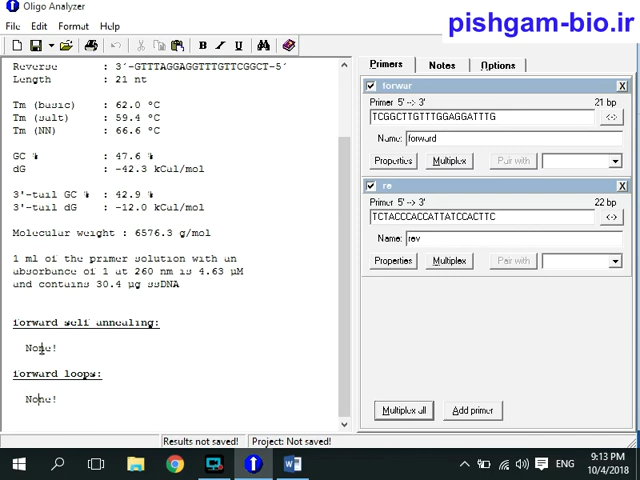 Oligo Analyzer
pishgam-bio.ir
File Edit Format Help
Reverse : 3´-GTTTAGGAGGTTTGTTCGGCT-5´
Length : 21 nt
Tm (basic) : 62.0 °C
Tm (salt) : 59.4 °C
Tm (NN) : 66.6 °C
GC % : 47.6 %
dG : -42.3 kCal/mol
3'-tail GC % : 42.9 %
3'-tail dG : -12.0 kCal/mol
Molecular weight : 6576.3 g/mol
1 ml of the primer solution with an
absorbance of 1 at 260 nm is 4.63 µM
and contains 30.4 µg ssDNA
forward self annealing:
None!
forward loops:
None!
Primers Notes Options
forwar
Primer 5' --> 3' 21 bp
TCGGCTTGTTTGGAGGATTTG <->
Name: forward
Properties Multiplex Pair with
re
Primer 5' --> 3' 22 bp
TCTACCCACCATTATCCACTTC <->
Name: rev
Properties Multiplex Pair with
Multiplex all Add primer
Results not saved! Project: Not saved!
ENG
9:13 PM
10/4/2018